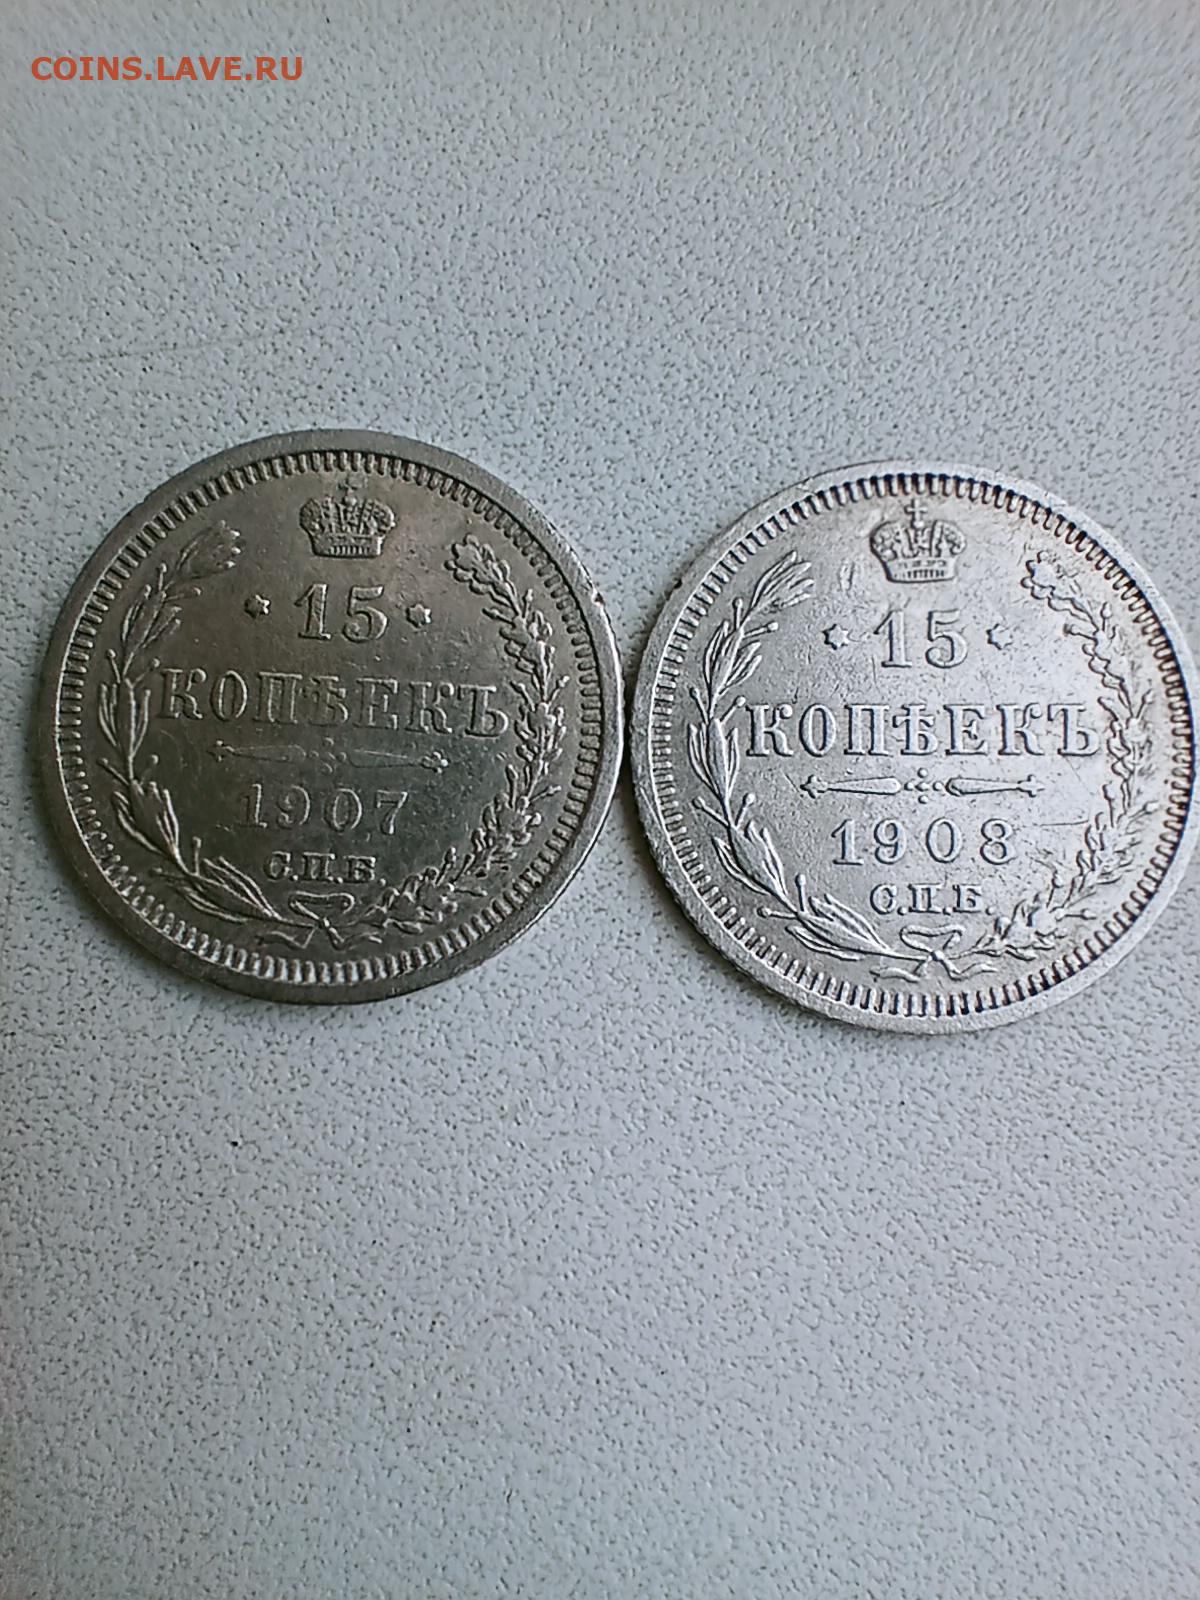 COINS.LAVE.RU
15
КОПѢЕКЪ
1907
С.П.Б.
15
КОПѢЕКЪ
1908
С.П.Б.